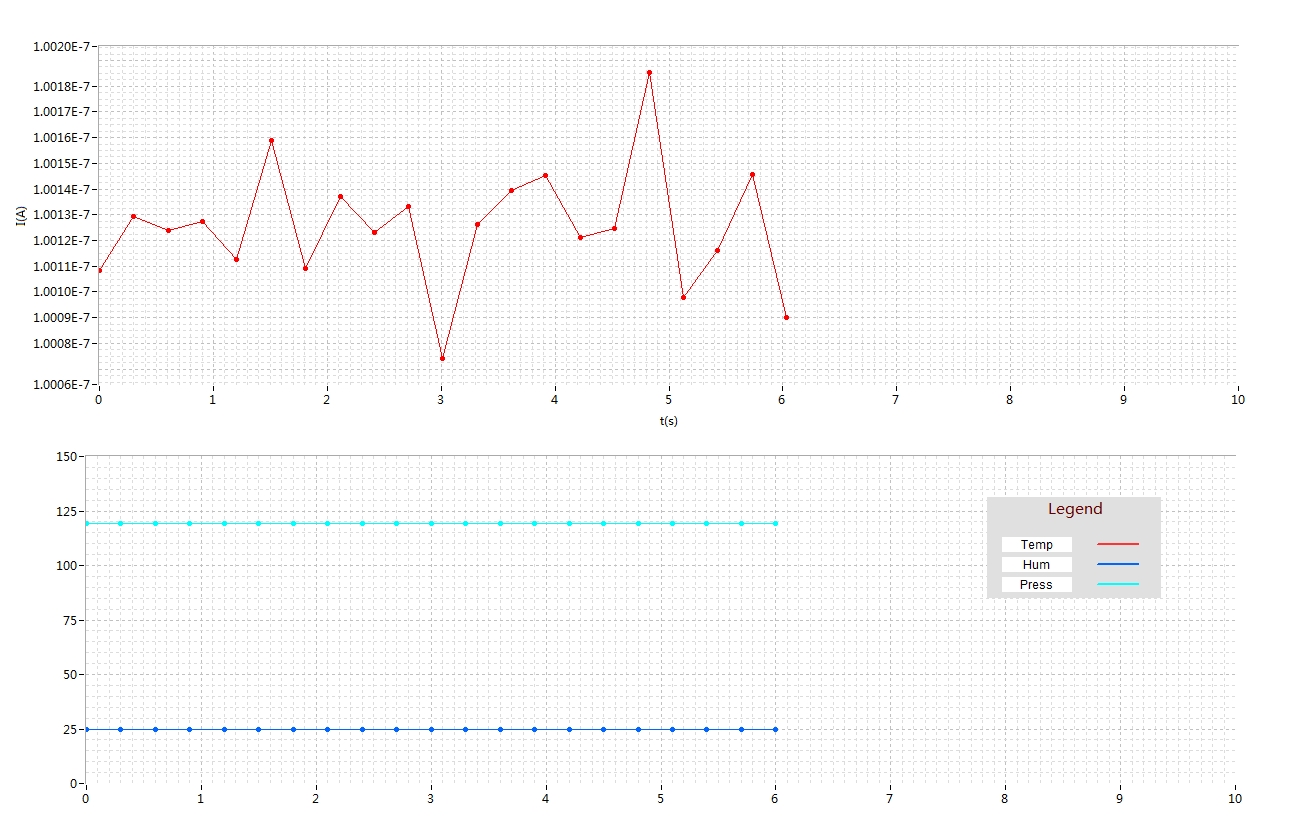 1.0020E-7
1.0018E-7
1.0017E-7
1.0016E-7
1.0015E-7
1.0014E-7
1.0013E-7
1.0012E-7
1.0011E-7
1.0010E-7
1.0009E-7
1.0008E-7
1.0006E-7
I(A)
0 1 2 3 4 5 6 7 8 9 10
t(s)
150
125
100
75
50
25
0
0 1 2 3 4 5 6 7 8 9 10
Legend
Temp
Hum
Press